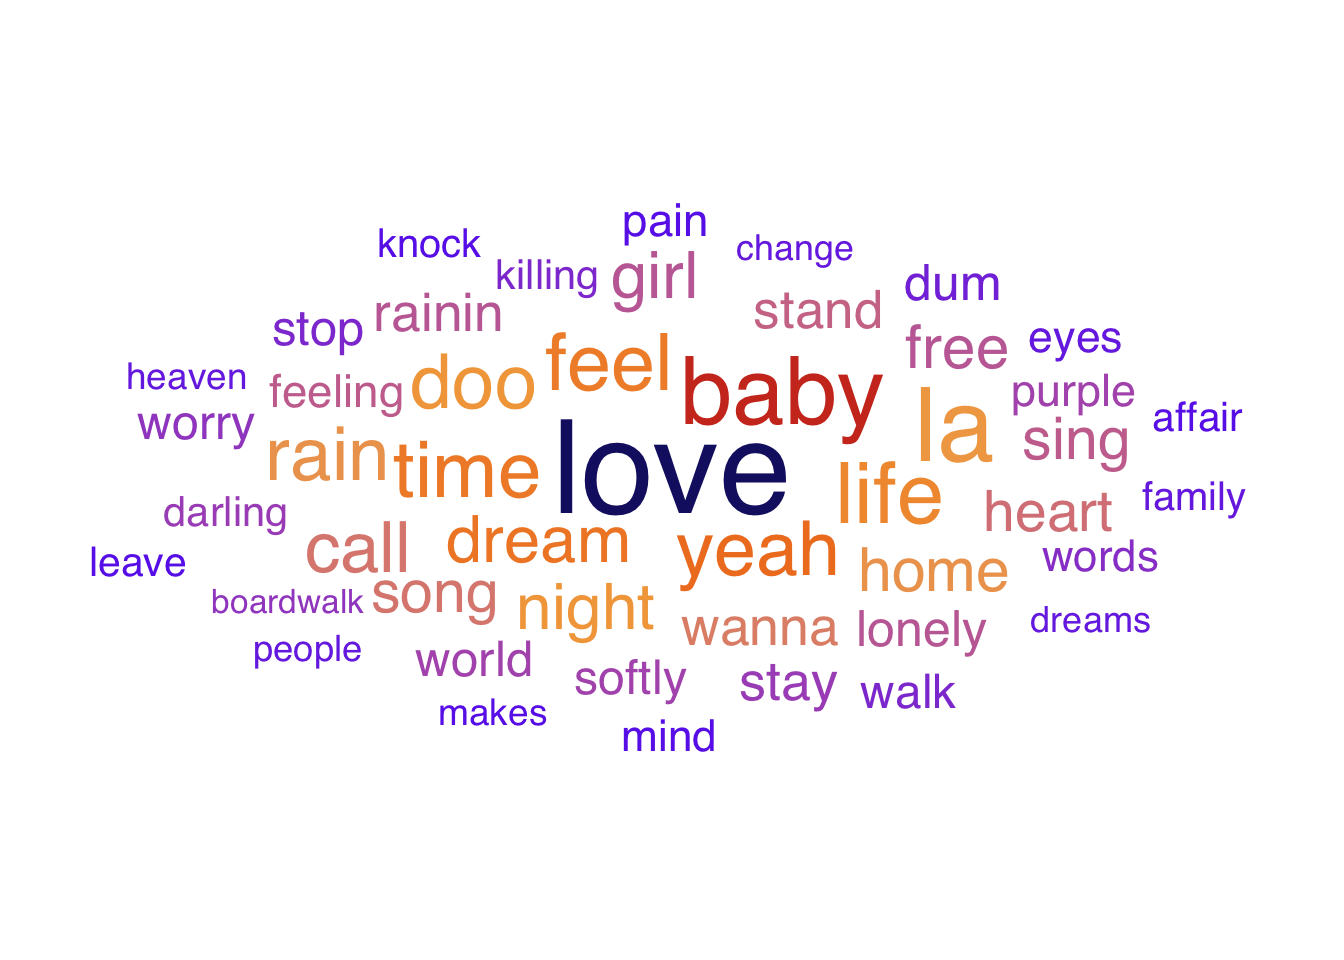 pain
knock
change
killing
girl
dum
rainin
stand
stop
eyes
free
feel
heaven
feeling
doo
baby
purple
affair
worry
la
sing
rain
time
love
life
family
darling
heart
call
dream
yeah
words
leave
home
boardwalk
song
night
wanna
lonely
dreams
people
world
softly
stay
walk
makes
mind